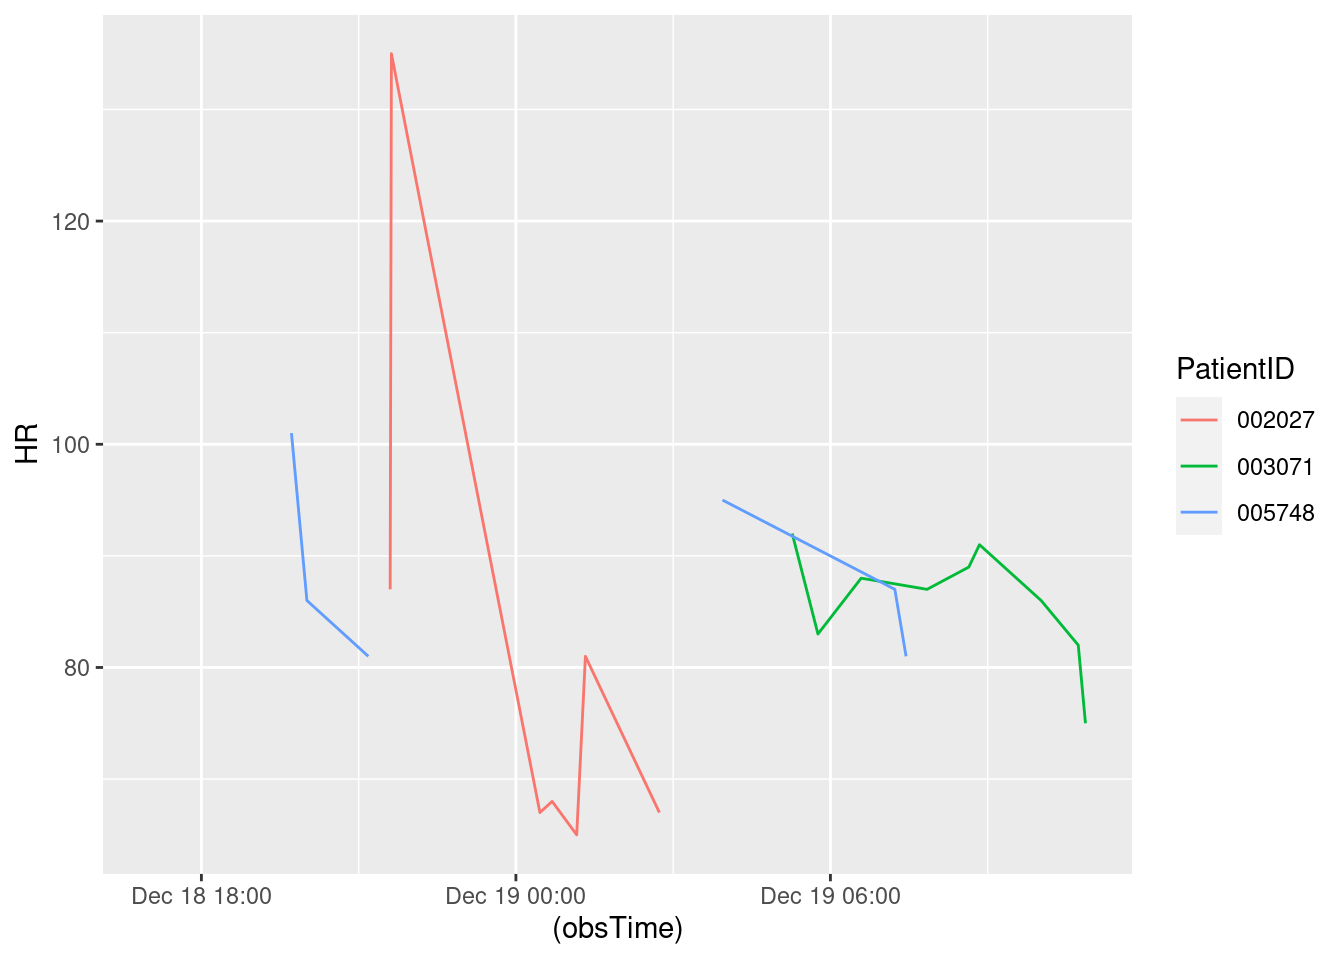 120
100
80
HR
Dec 18 18:00
Dec 19 00:00
Dec 19 06:00
(obsTime)
PatientID
002027
003071
005748